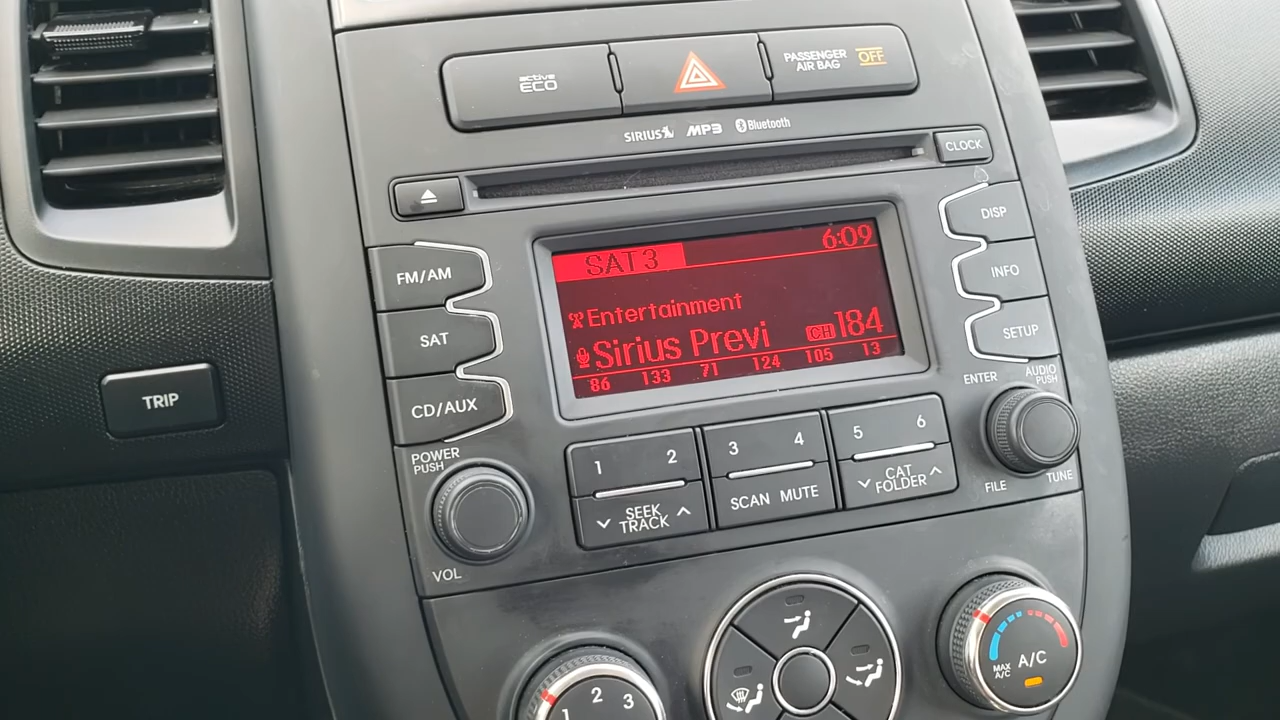 active
ECO
PASSENGER
AIR BAG
OFF
SIRIUS MP3 Bluetooth
CLOCK
FM/AM
SAT
CD/AUX
TRIP
SAT 3
6:09
Entertainment
Sirius Previ
CH 184
86 133 71 124 105 13
DISP
INFO
SETUP
ENTER
AUDIO
PUSH
POWER
PUSH
VOL
1 2
3 4
5 6
SEEK
TRACK
SCAN MUTE
CAT
FOLDER
FILE
TUNE
1 2 3
MAX
A/C
A/C